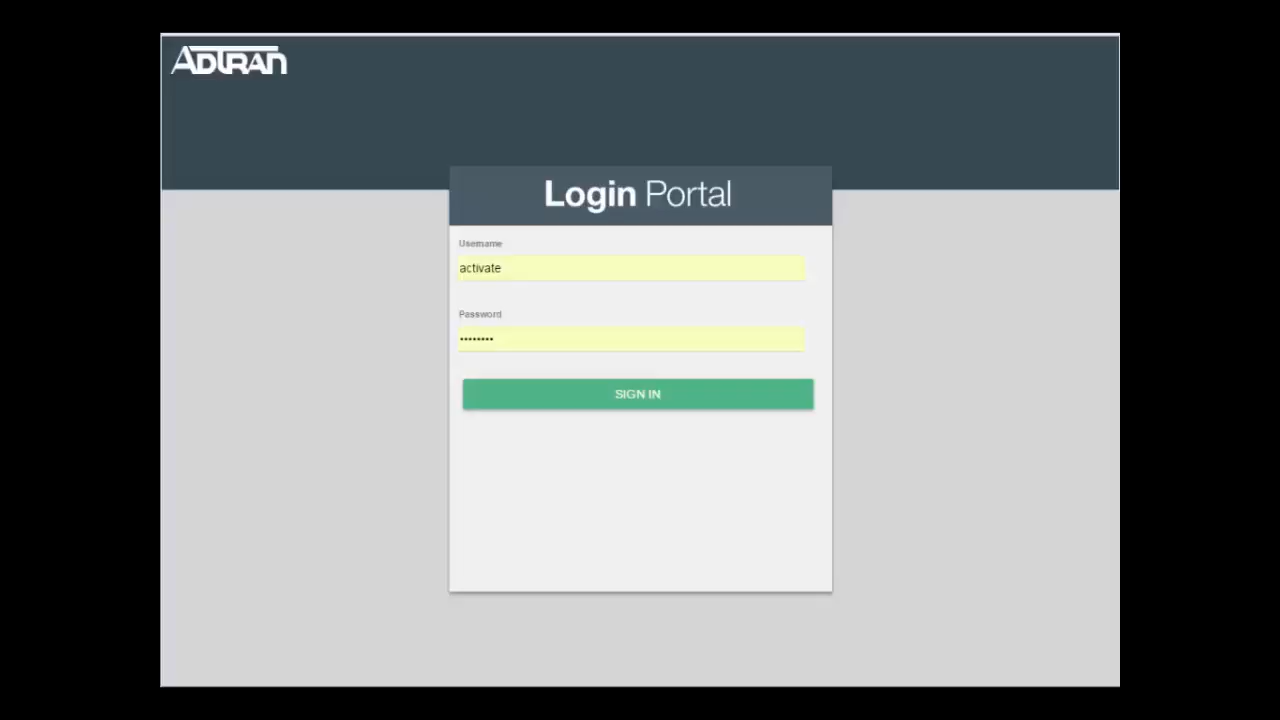 ADTRAN
Login Portal
Username
activate
Password
••••••••
SIGN IN